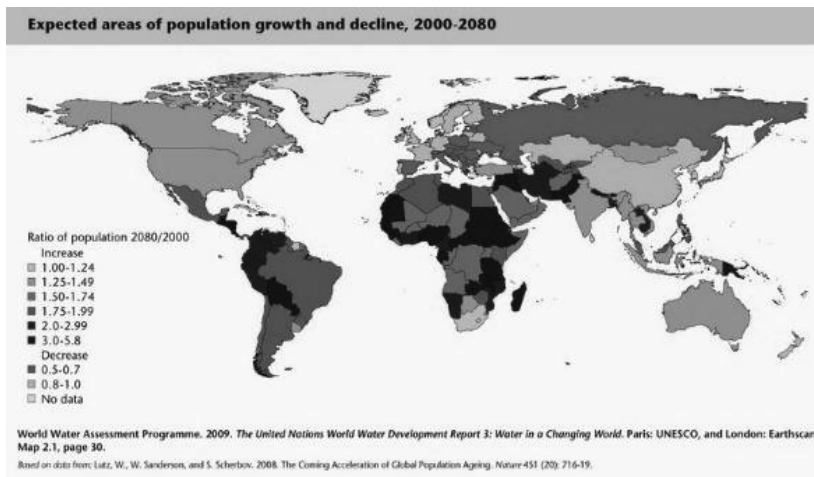 Expected areas of population growth and decline, 2000-2080
Ratio of population 2080/2000
Increase
1.00-1.24
1.25-1.49
1.50-1.74
1.75-1.99
2.0-2.99
3.0-5.8
Decrease
0.5-0.7
0.8-1.0
No data
World Water Assessment Programme. 2009. The United Nations World Water Development Report 3: Water in a Changing World. Paris: UNESCO, and London: Earthscan
Map 2.1, page 30.
Based on data from: Lutz, W., W. Sanderson, and S. Scherbov. 2008. The Coming Acceleration of Global Population Ageing. Nature 451 (20): 716-19.